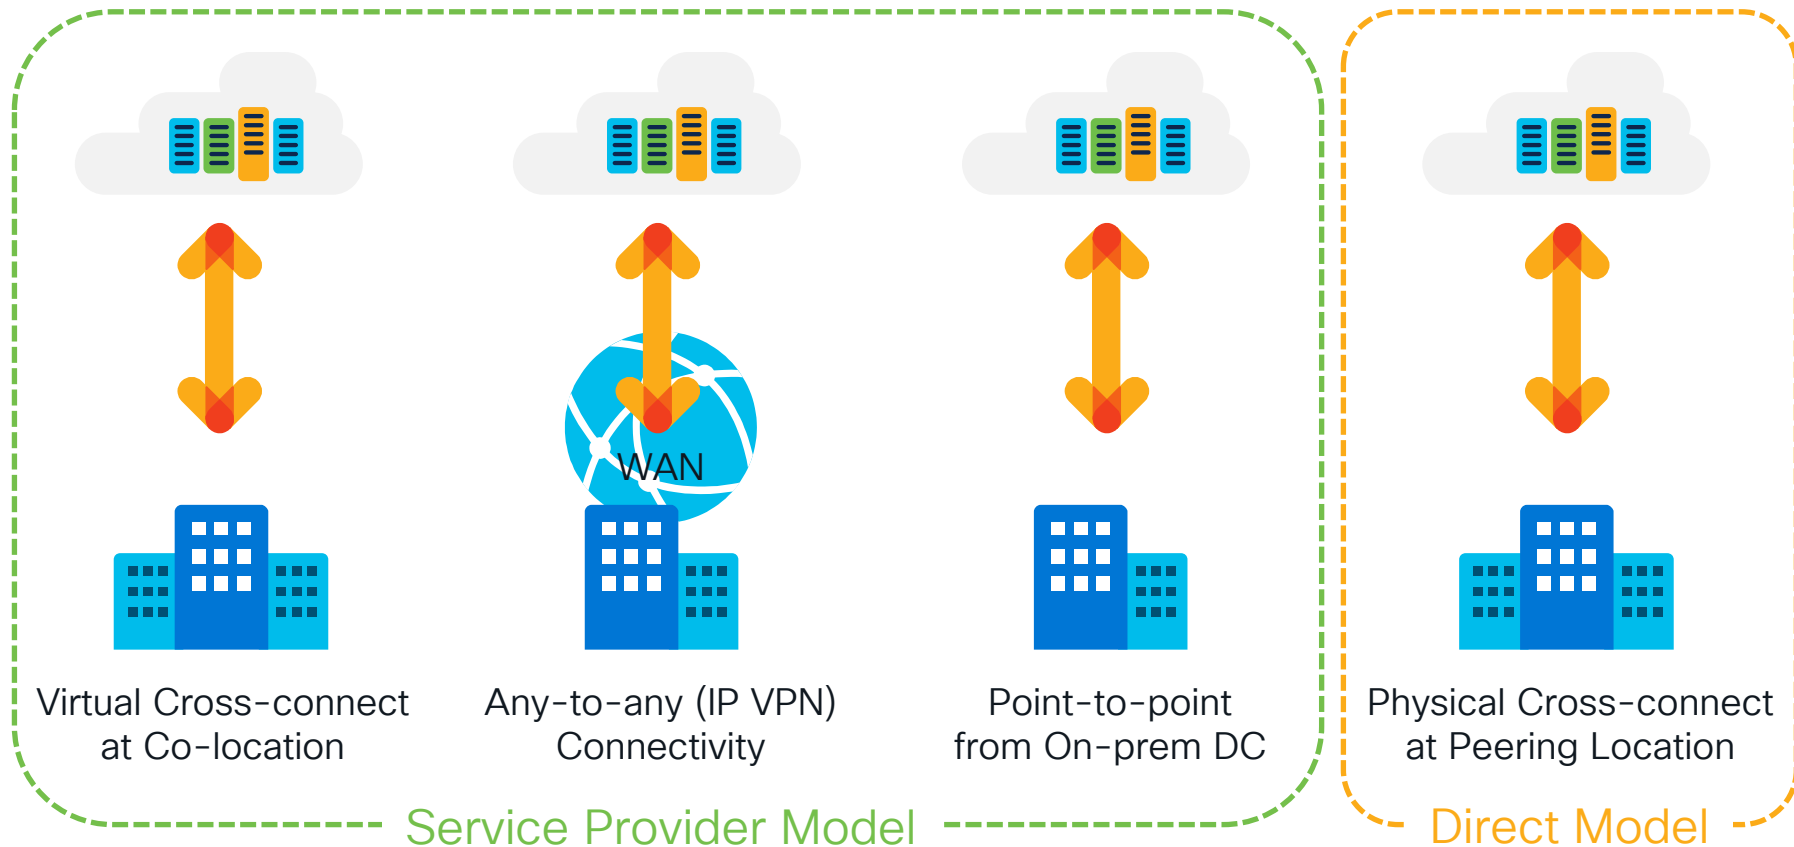 WAN
Virtual Cross-connect
at Co-location
Any-to-any (IP VPN)
Connectivity
Point-to-point
from On-prem DC
Physical Cross-connect
at Peering Location
Service Provider Model
Direct Model